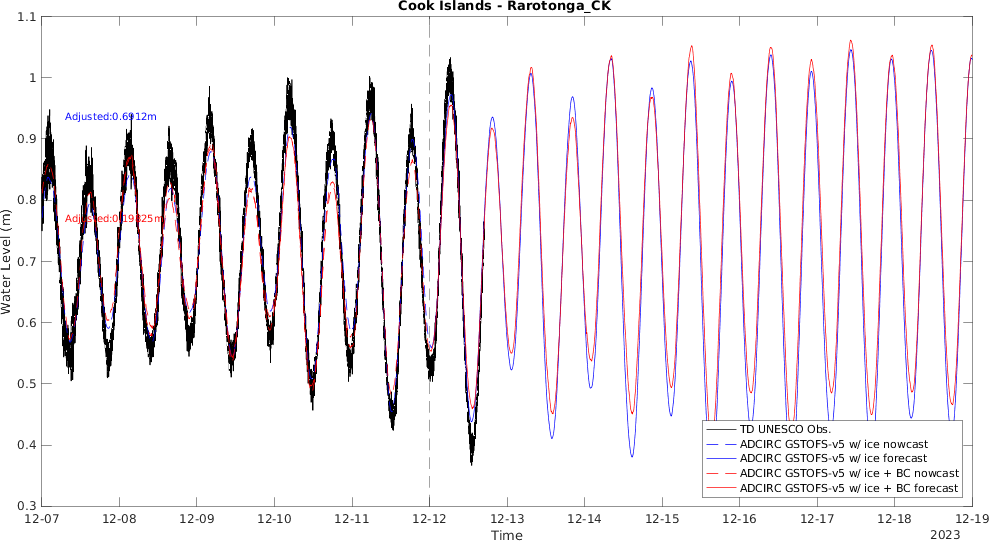 Cook Islands - Rarotonga_CK
1.1
1
0.9
0.8
0.7
0.6
0.5
0.4
0.3
Water Level (m)
Adjusted:0.6912m
Adjusted:0.19825m
TD UNESCO Obs.
ADCIRC GSTOFS-v5 w/ ice nowcast
ADCIRC GSTOFS-v5 w/ ice forecast
ADCIRC GSTOFS-v5 w/ ice + BC nowcast
ADCIRC GSTOFS-v5 w/ ice + BC forecast
12-07 12-08 12-09 12-10 12-11 12-12 12-13 12-14 12-15 12-16 12-17 12-18 12-19
Time
2023